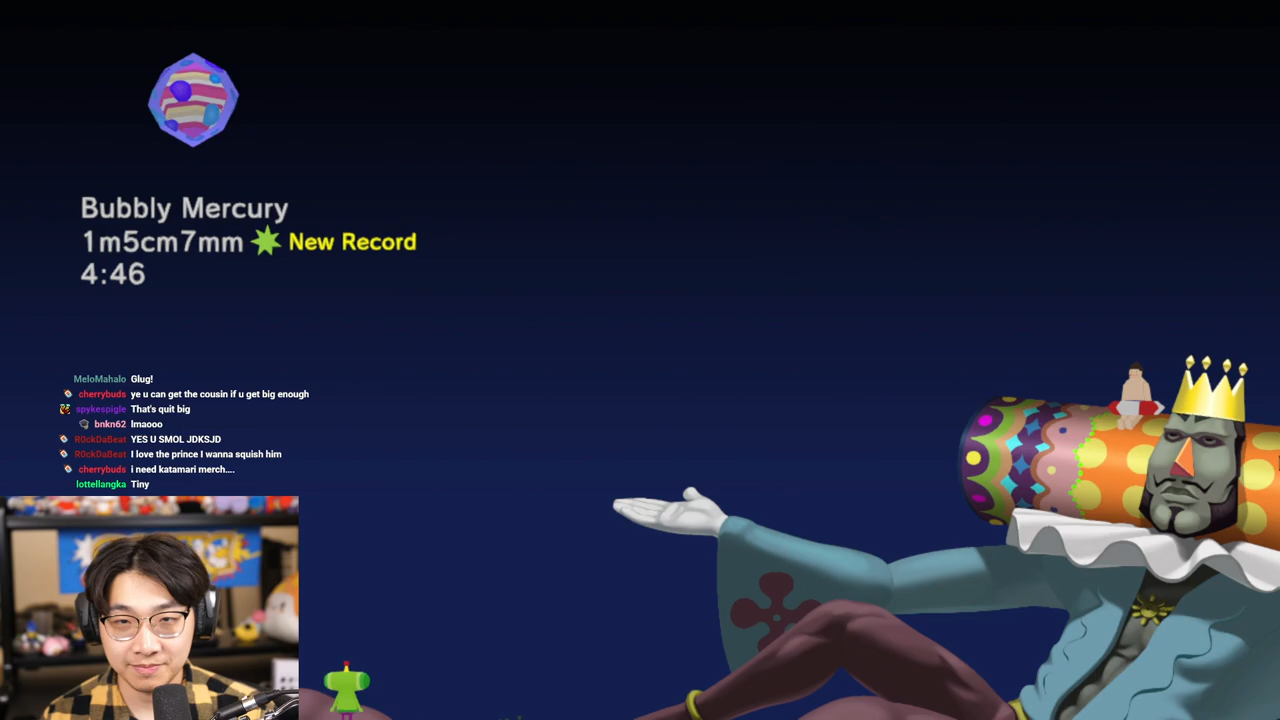 Bubbly Mercury
1m5cm7mm New Record
4:46
MeloMahalo Glug!
cherrybuds ye u can get the cousin if u get big enough
spykespigle That's quit big
bnkn62 lmaooo
R0ckDaBeat YES U SMOL JDKSJD
R0ckDaBeat I love the prince I wanna squish him
cherrybuds i need katamari merch....
lottellangka Tiny